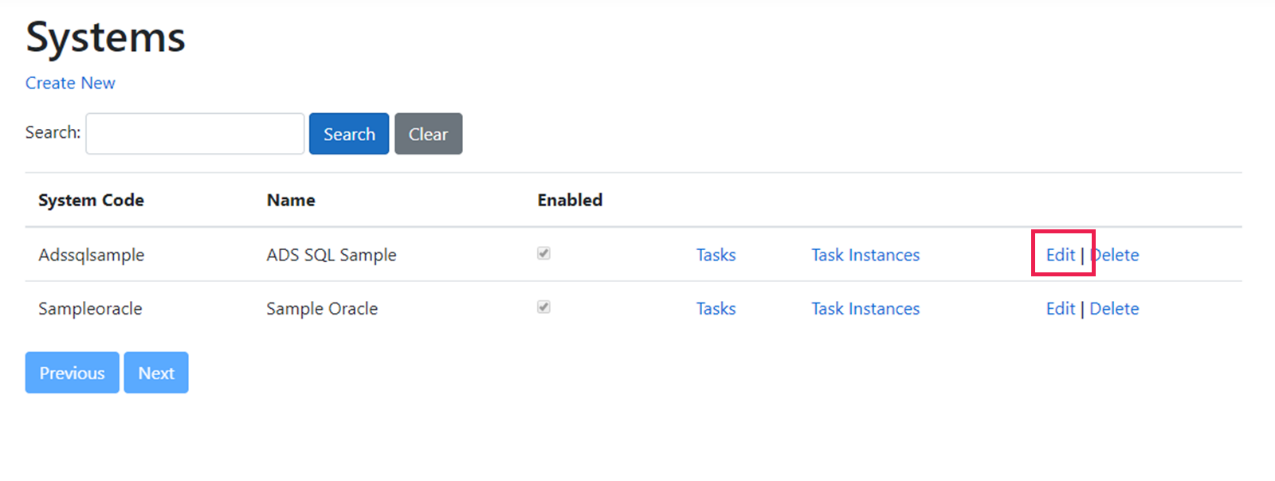 Systems
Create New
Search: Search Clear
System Code Name Enabled
Adssqlsample ADS SQL Sample Tasks Task Instances Edit | Delete
Sampleoracle Sample Oracle Tasks Task Instances Edit | Delete
Previous Next